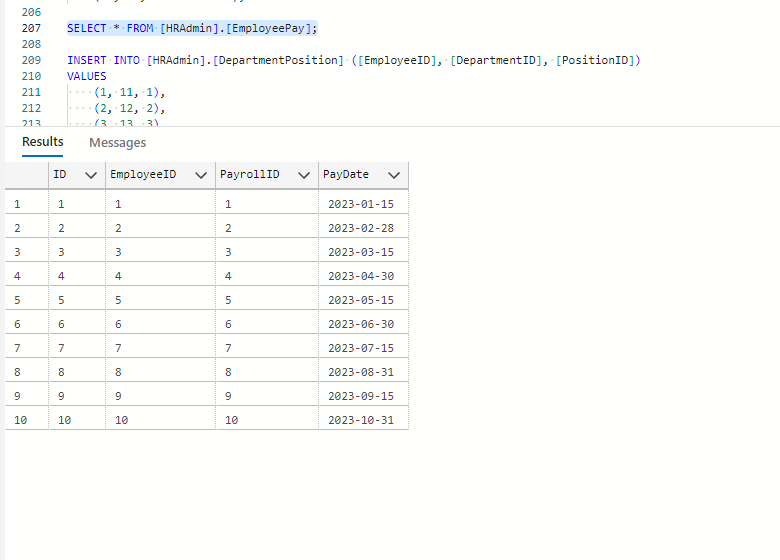 206
207 SELECT * FROM [HRAdmin].[EmployeePay];
208
209 INSERT INTO [HRAdmin].[DepartmentPosition] ([EmployeeID], [DepartmentID], [PositionID])
210 VALUES
211 (1, 11, 1),
212 (2, 12, 2),
213 (3, 13, 3)
Results Messages
ID EmployeeID PayrollID PayDate
1 1 1 1 2023-01-15
2 2 2 2 2023-02-28
3 3 3 3 2023-03-15
4 4 4 4 2023-04-30
5 5 5 5 2023-05-15
6 6 6 6 2023-06-30
7 7 7 7 2023-07-15
8 8 8 8 2023-08-31
9 9 9 9 2023-09-15
10 10 10 10 2023-10-31